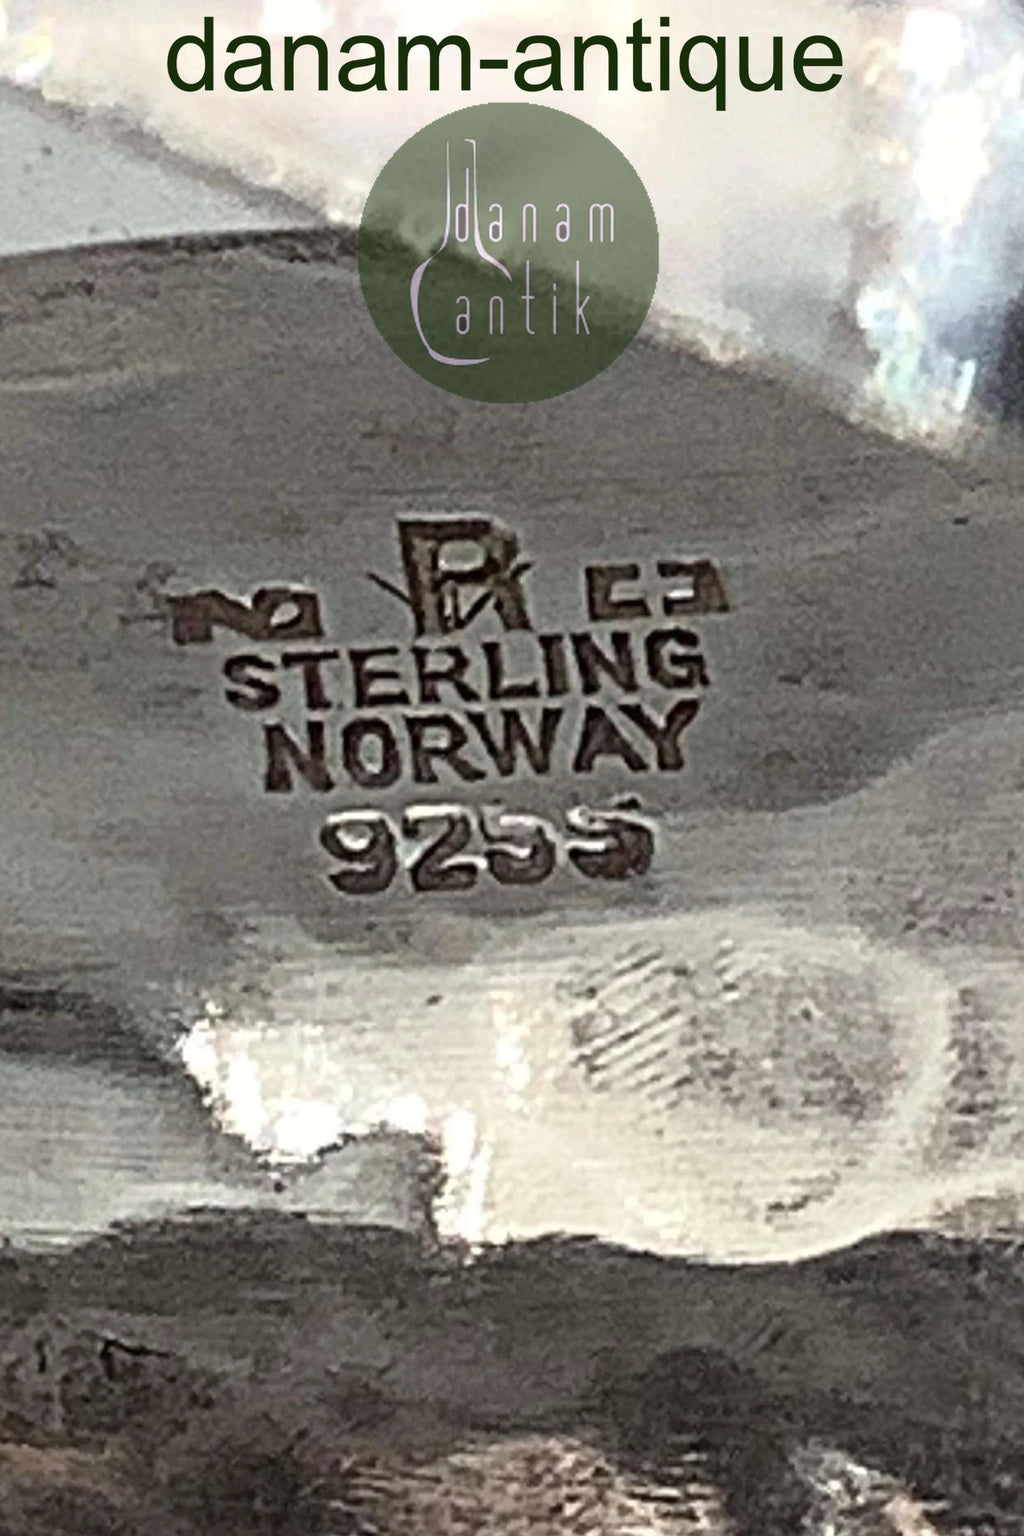 danam-antique
danam
antik
STERLING
NORWAY
925S